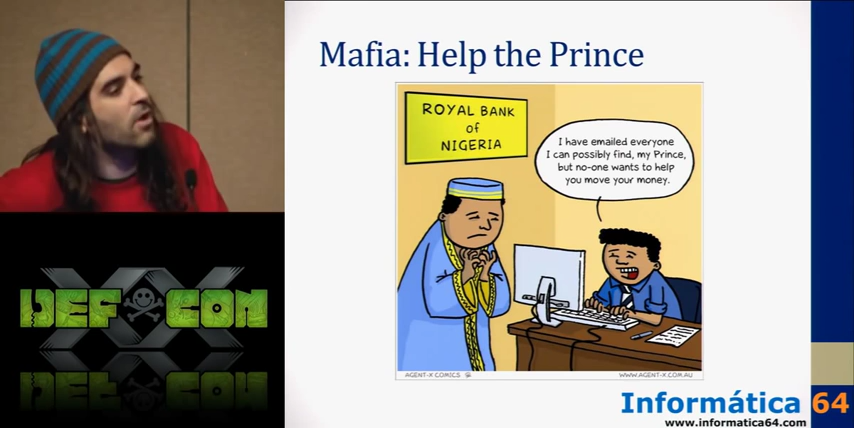 Mafia: Help the Prince
ROYAL BANK
of
NIGERIA
I have emailed everyone
I can possibly find, my Prince,
but no-one wants to help
you move your money.
DEF CON
XX
AGENT-X COMICS
WWW.AGENT-X.COM.AU
Informática 64
www.informatica64.com